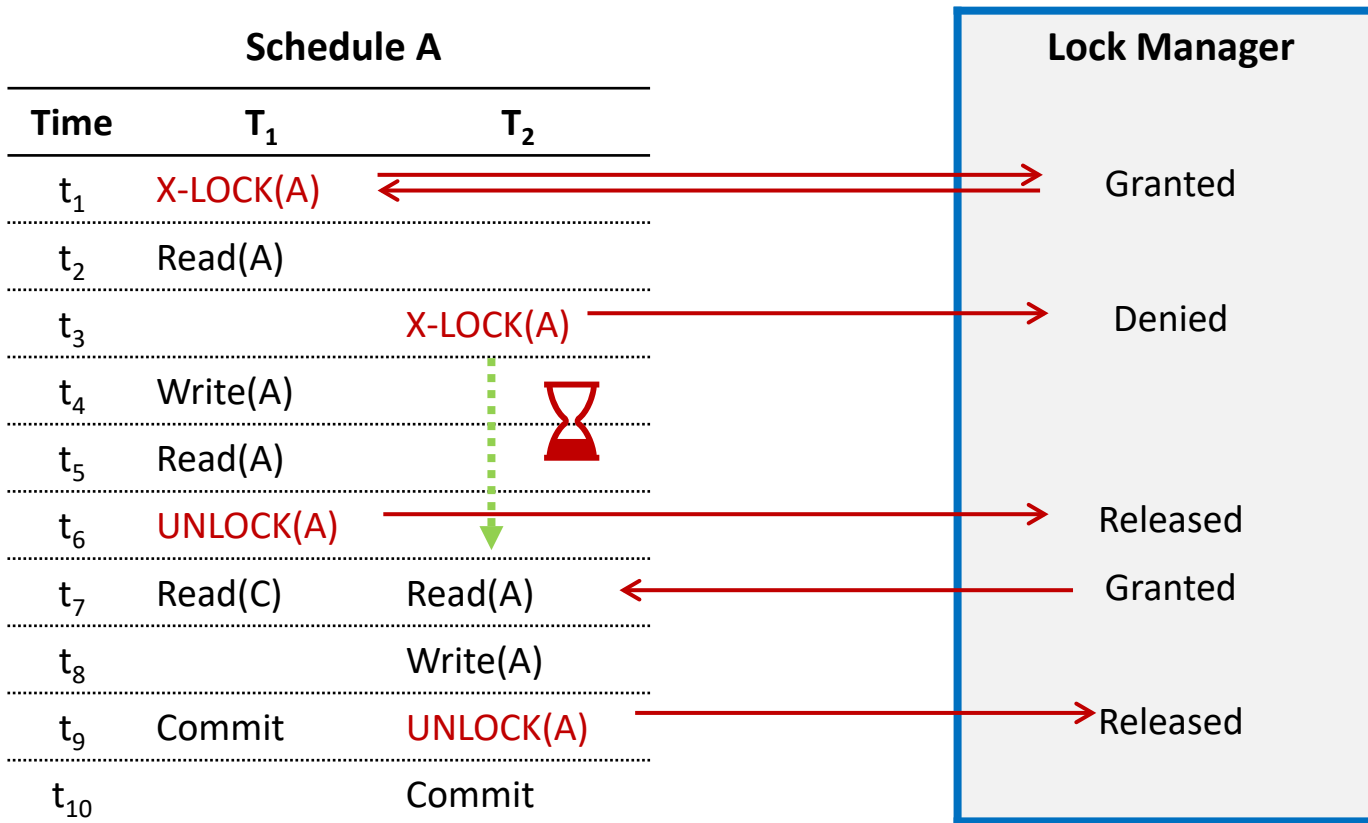 Schedule A Lock Manager
Time T₁ T₂
t₁ X-LOCK(A) Granted
t₂ Read(A)
t₃ X-LOCK(A) Denied
t₄ Write(A)
t₅ Read(A)
t₆ UNLOCK(A) Released
t₇ Read(C) Read(A) Granted
t₈ Write(A)
t₉ Commit UNLOCK(A) Released
t₁₀ Commit